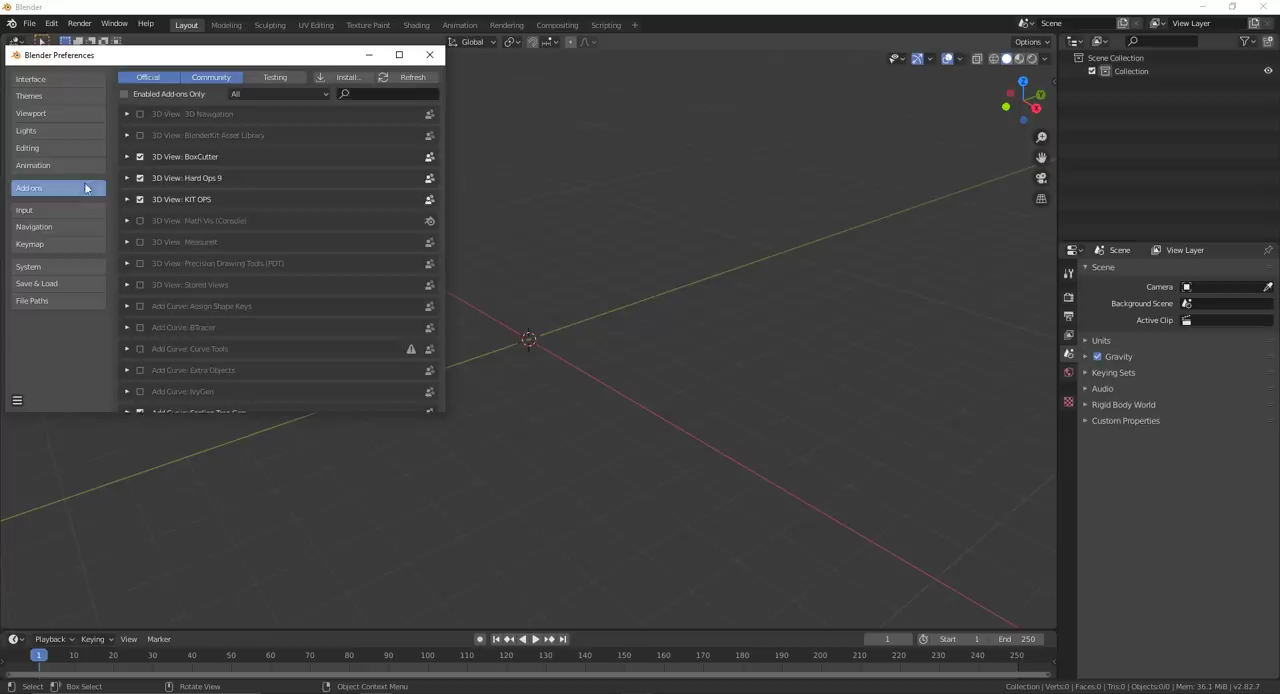 Blender
File Edit Render Window Help Layout Modeling Sculpting UV Editing Texture Paint Shading Animation Rendering Compositing Scripting + Scene View Layer
Global Options
Blender Preferences
Interface
Themes
Viewport
Lights
Editing
Animation
Add-ons
Input
Navigation
Keymap
System
Save & Load
File Paths
Official Community Testing Install... Refresh
Enabled Add-ons Only All
3D View: 3D Navigation
3D View: BlenderKit Asset Library
3D View: BoxCutter
3D View: Hard Ops 9
3D View: KIT OPS
3D View: Math Vis (Console)
3D View: MeasureIt
3D View: Precision Drawing Tools (PDT)
3D View: Stored Views
Add Curve: Assign Shape Keys
Add Curve: BTracer
Add Curve: Curve Tools
Add Curve: Extra Objects
Add Curve: IvyGen
Add Curve: Sapling Tree Gen
Z
Y
X
Scene Collection
Collection
Scene View Layer
Scene
Camera
Background Scene
Active Clip
Units
Gravity
Keying Sets
Audio
Rigid Body World
Custom Properties
Playback Keying View Marker 1 Start 1 End 250
1 10 20 30 40 50 60 70 80 90 100 110 120 130 140 150 160 170 180 190 200 210 220 230 240 250
Select Box Select Rotate View Object Context Menu Collection | Verts:0 | Faces:0 | Tris:0 | Objects:0/0 | Mem: 36.1 MiB | v2.82.7